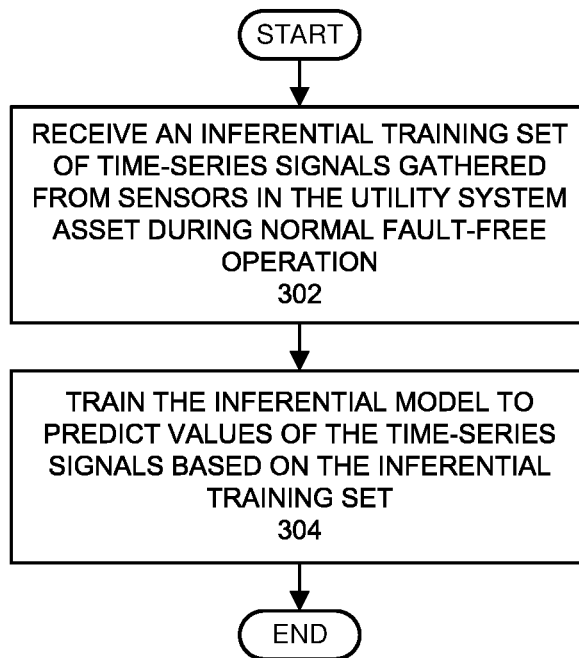 START
RECEIVE AN INFERENTIAL TRAINING SET
OF TIME-SERIES SIGNALS GATHERED
FROM SENSORS IN THE UTILITY SYSTEM
ASSET DURING NORMAL FAULT-FREE
OPERATION
302
TRAIN THE INFERENTIAL MODEL TO
PREDICT VALUES OF THE TIME-SERIES
SIGNALS BASED ON THE INFERENTIAL
TRAINING SET
304
END